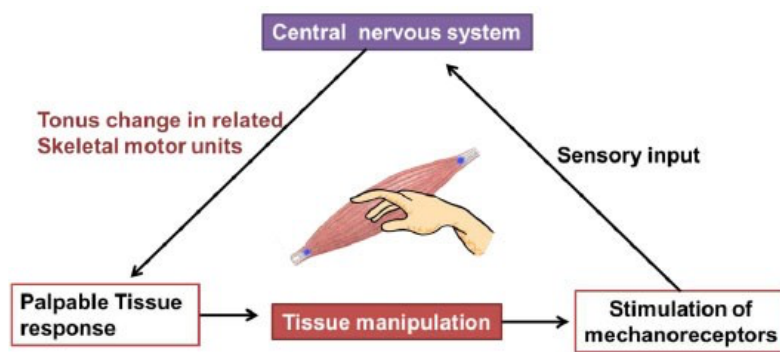 Central nervous system
Tonus change in related
Skeletal motor units
Sensory input
Palpable Tissue
response
Tissue manipulation
Stimulation of
mechanoreceptors